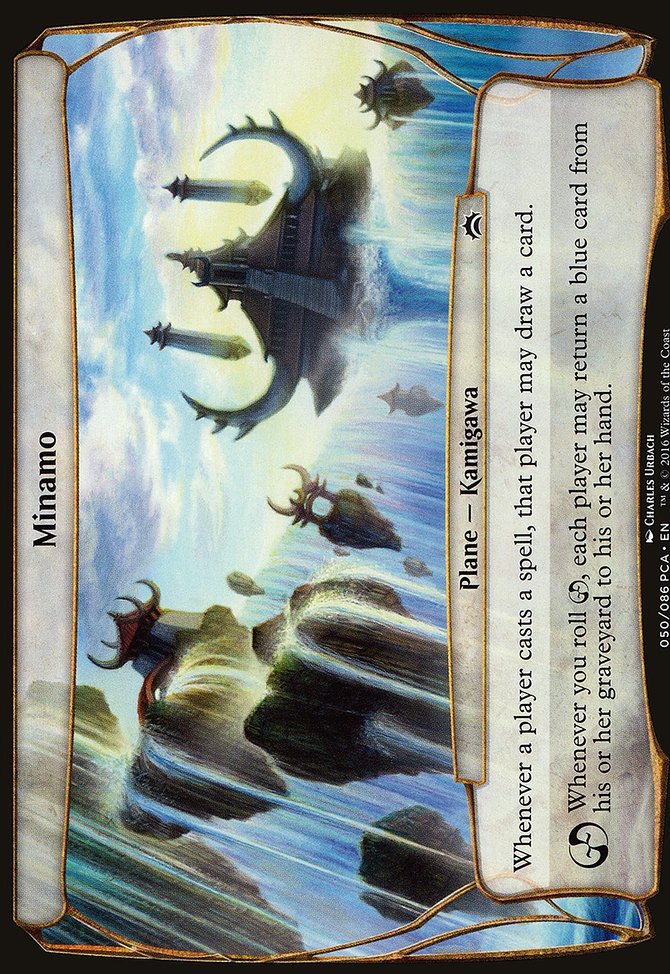 Minamo
Plane — Kamigawa
Whenever a player casts a spell, that player may draw a card.
Whenever you roll , each player may return a blue card from
his or her graveyard to his or her hand.
CHARLES URBACH
050/086 PCA • EN ™ & © 2016 Wizards of the Coast